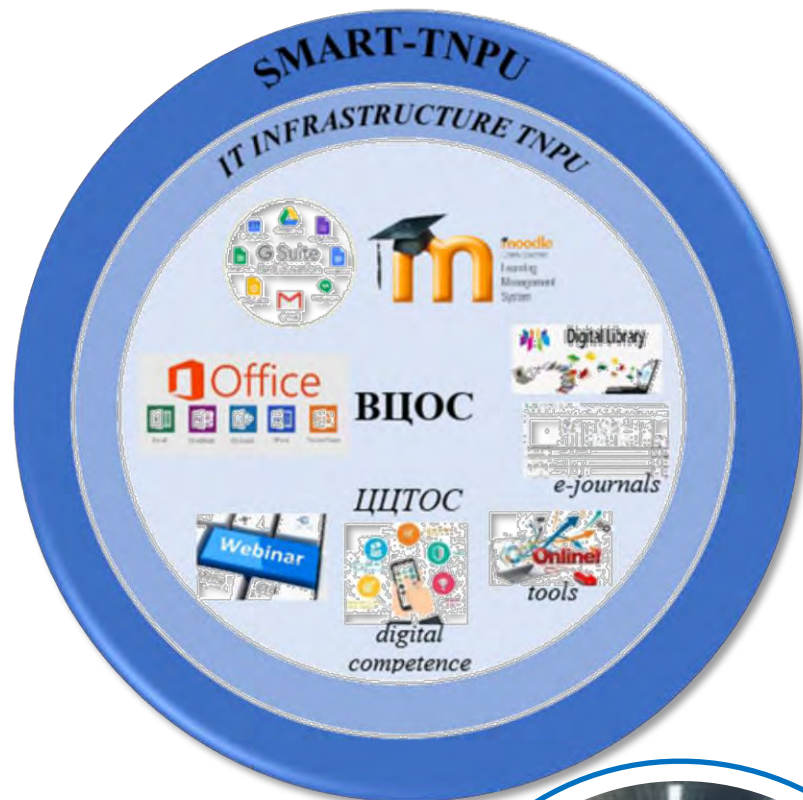 SMART-TNPU
IT INFRASTRUCTURE TNPU
G Suite
moodle
Learning
Management
System
Digital Library
Office
ВЦОС
e-journals
ЦЦТОС
Webinar
Online!
tools
digital
competence